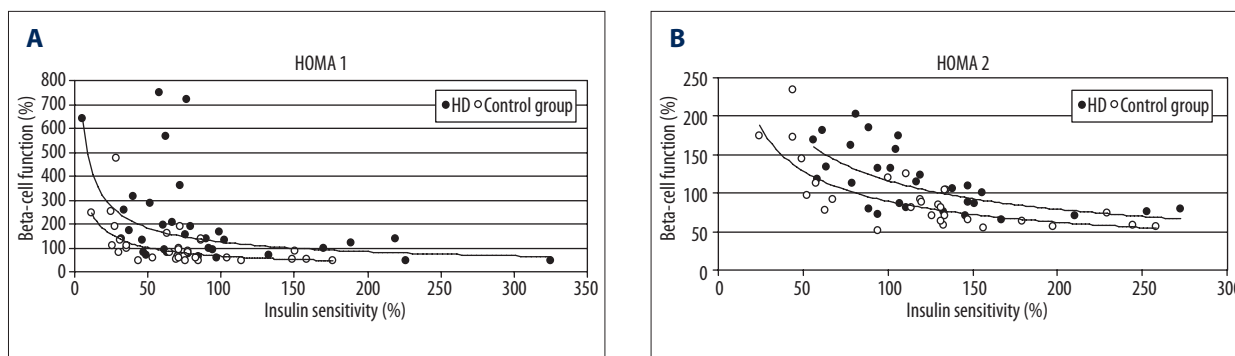 A
HOMA 1
800
700
600
500
400
300
200
100
0
Beta-cell function (%)
HD Control group
0 50 100 150 200 250 300 350
Insulin sensitivity (%)
B
HOMA 2
250
200
150
100
50
0
Beta-cell function (%)
HD Control group
0 50 100 150 200 250 300
Insulin sensitivity (%)